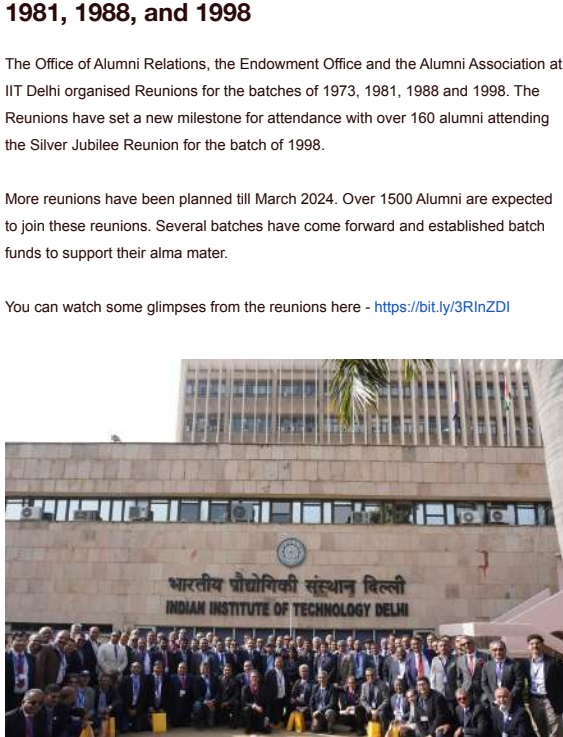 1981, 1988, and 1998
The Office of Alumni Relations, the Endowment Office and the Alumni Association at
IIT Delhi organised Reunions for the batches of 1973, 1981, 1988 and 1998. The
Reunions have set a new milestone for attendance with over 160 alumni attending
the Silver Jubilee Reunion for the batch of 1998.
More reunions have been planned till March 2024. Over 1500 Alumni are expected
to join these reunions. Several batches have come forward and established batch
funds to support their alma mater.
You can watch some glimpses from the reunions here - https://bit.ly/3RInZDI
भारतीय प्रौद्योगिकी संस्थान दिल्ली
INDIAN INSTITUTE OF TECHNOLOGY DELHI